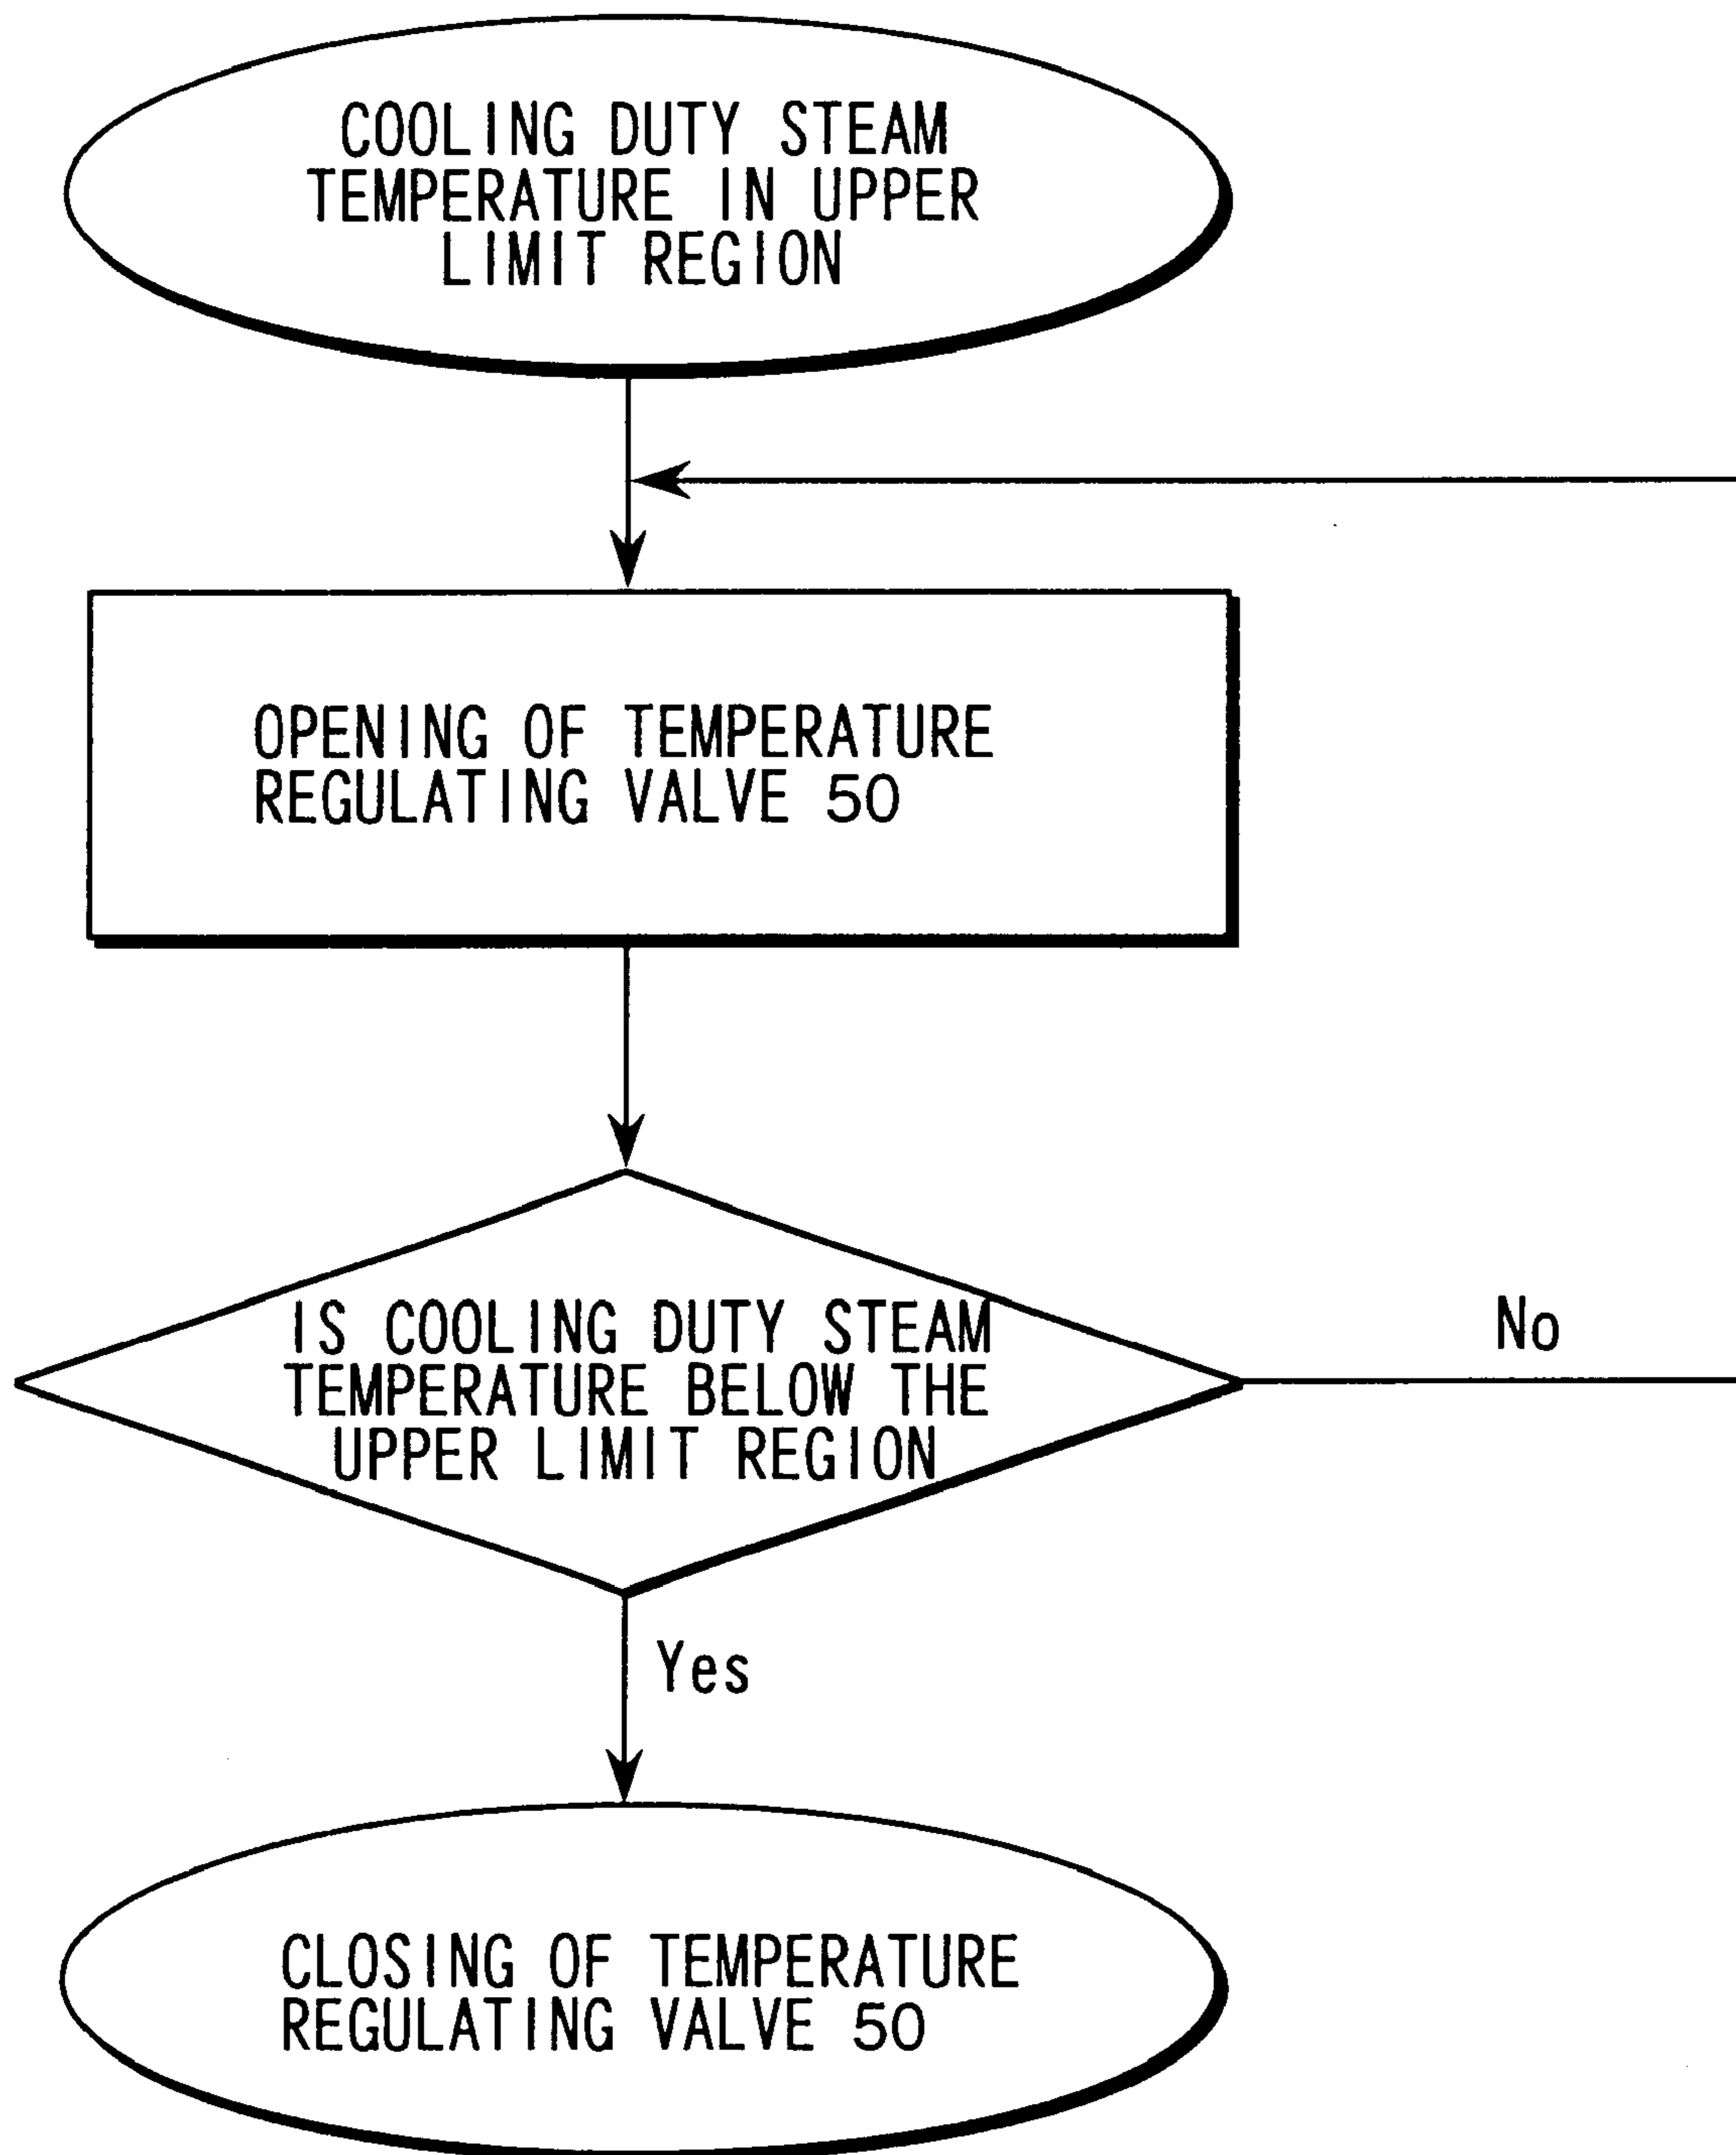 COOLING DUTY STEAM
TEMPERATURE IN UPPER
LIMIT REGION
OPENING OF TEMPERATURE
REGULATING VALVE 50
IS COOLING DUTY STEAM
TEMPERATURE BELOW THE
UPPER LIMIT REGION
No
Yes
CLOSING OF TEMPERATURE
REGULATING VALVE 50